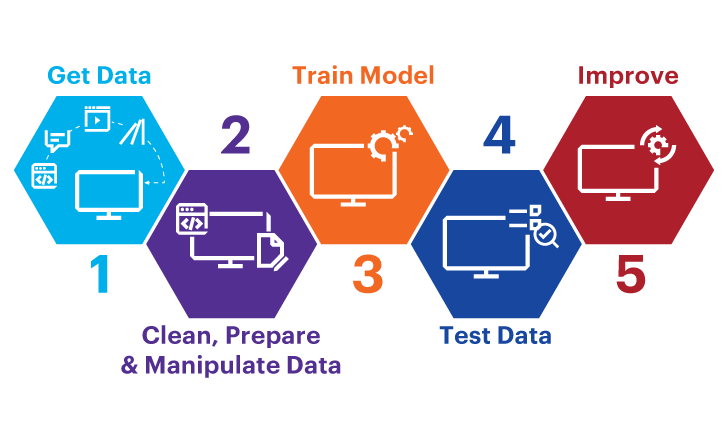 Get Data
1
2
Clean, Prepare
& Manipulate Data
Train Model
3
4
Test Data
Improve
5